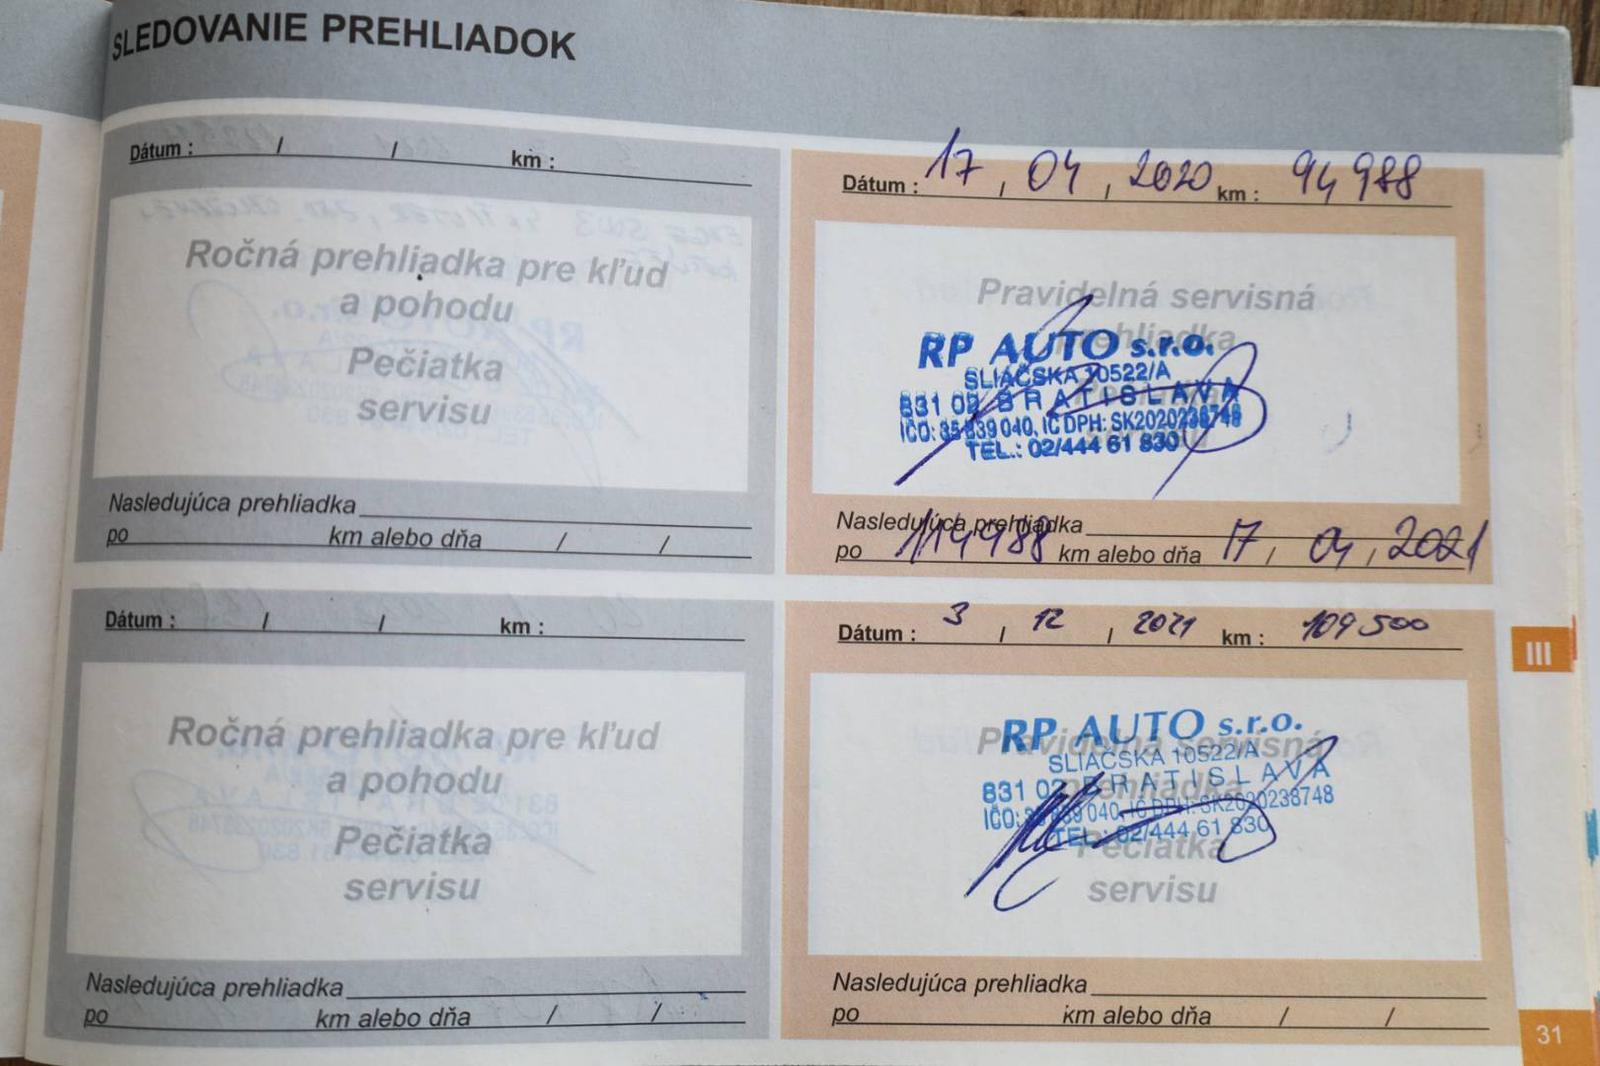 SLEDOVANIE PREHLIADOK
Dátum : / / km :
Ročná prehliadka pre kľud
a pohodu
Pečiatka
servisu
Nasledujúca prehliadka
po km alebo dňa / /
Dátum : 17 , 04 , 2020 km : 94 988
Pravidelná servisná
prehliadka
RP AUTO s.r.o.
SLIAČSKA 10522/A
831 02 BRATISLAVA
IČO: 35 839 040, IČ DPH: SK2020238748
TEL.: 02/444 61 830
Nasledujúca prehliadka
po 114988 km alebo dňa 17 / 04 , 2021
Dátum : / / km :
Ročná prehliadka pre kľud
a pohodu
Pečiatka
servisu
Nasledujúca prehliadka
po km alebo dňa / /
Dátum : 3 / 12 / 2021 km : 109 500
Pravidelná servisná
prehliadka
RP AUTO s.r.o.
SLIAČSKA 10522/A
831 02 BRATISLAVA
IČO: 35 839 040, IČ DPH: SK2020238748
TEL.: 02/444 61 830
Pečiatka
servisu
Nasledujúca prehliadka
po km alebo dňa / /
III
31